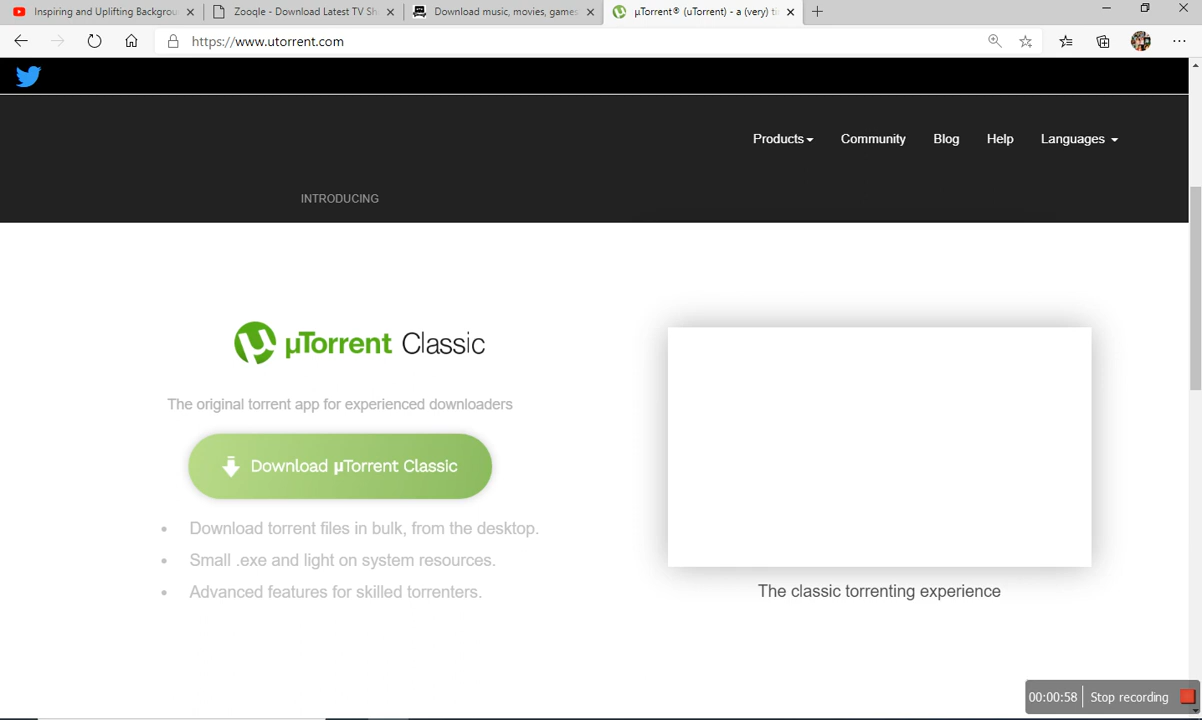 Inspiring and Uplifting Backgrou
Zooqle - Download Latest TV Sh
Download music, movies, games
µTorrent® (uTorrent) - a (very) ti
https://www.utorrent.com
Products
Community
Blog
Help
Languages
INTRODUCING
µTorrent Classic
The original torrent app for experienced downloaders
Download µTorrent Classic
• Download torrent files in bulk, from the desktop.
• Small .exe and light on system resources.
• Advanced features for skilled torrenters.
The classic torrenting experience
00:00:58
Stop recording